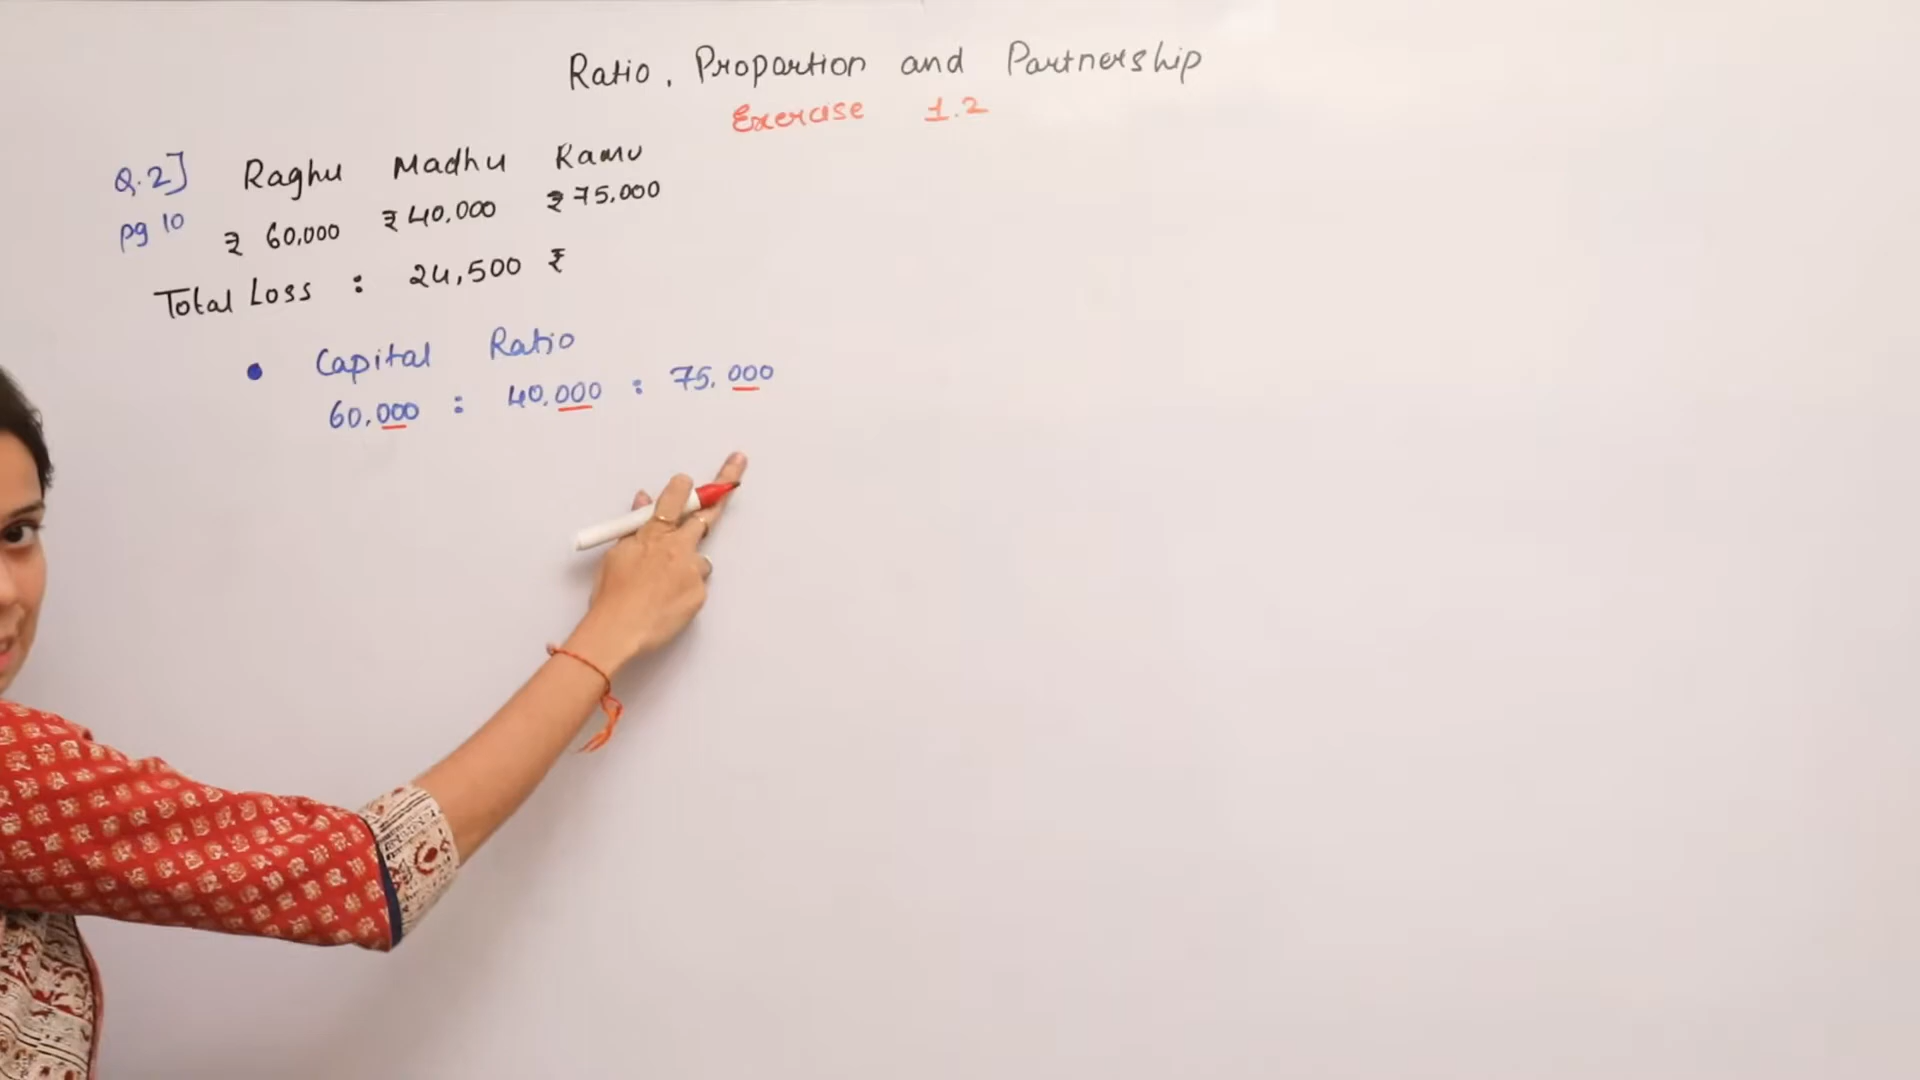 Ratio, Proportion and Partnership
Exercise 1.2
Q.2] Raghu Madhu Ramu
pg 10 ₹ 60,000 ₹ 40,000 ₹ 75,000
Total Loss : 24,500 ₹
• Capital Ratio
60,000 : 40,000 : 75,000